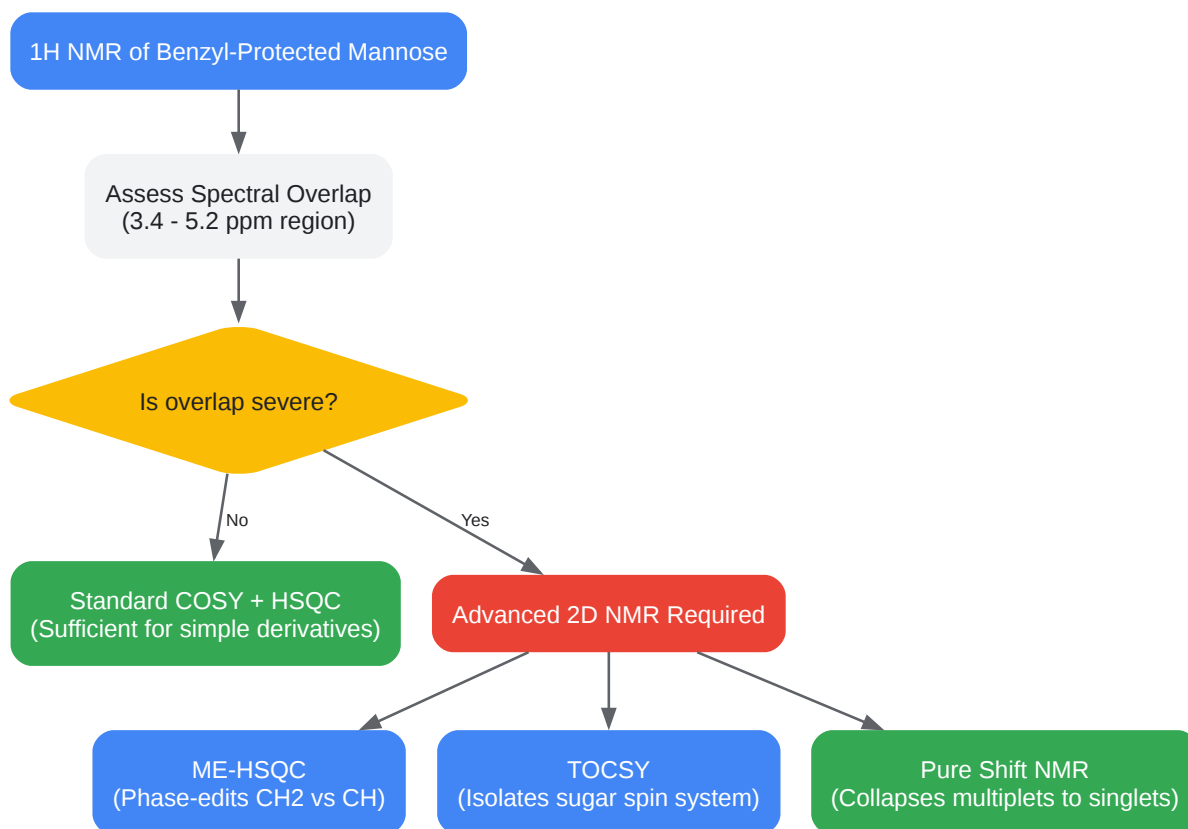 1H NMR of Benzyl-Protected Mannose
Assess Spectral Overlap
(3.4 - 5.2 ppm region)
Is overlap severe?
No
Yes
Standard COSY + HSQC
(Sufficient for simple derivatives)
Advanced 2D NMR Required
ME-HSQC
(Phase-edits CH2 vs CH)
TOCSY
(Isolates sugar spin system)
Pure Shift NMR
(Collapses multiplets to singlets)